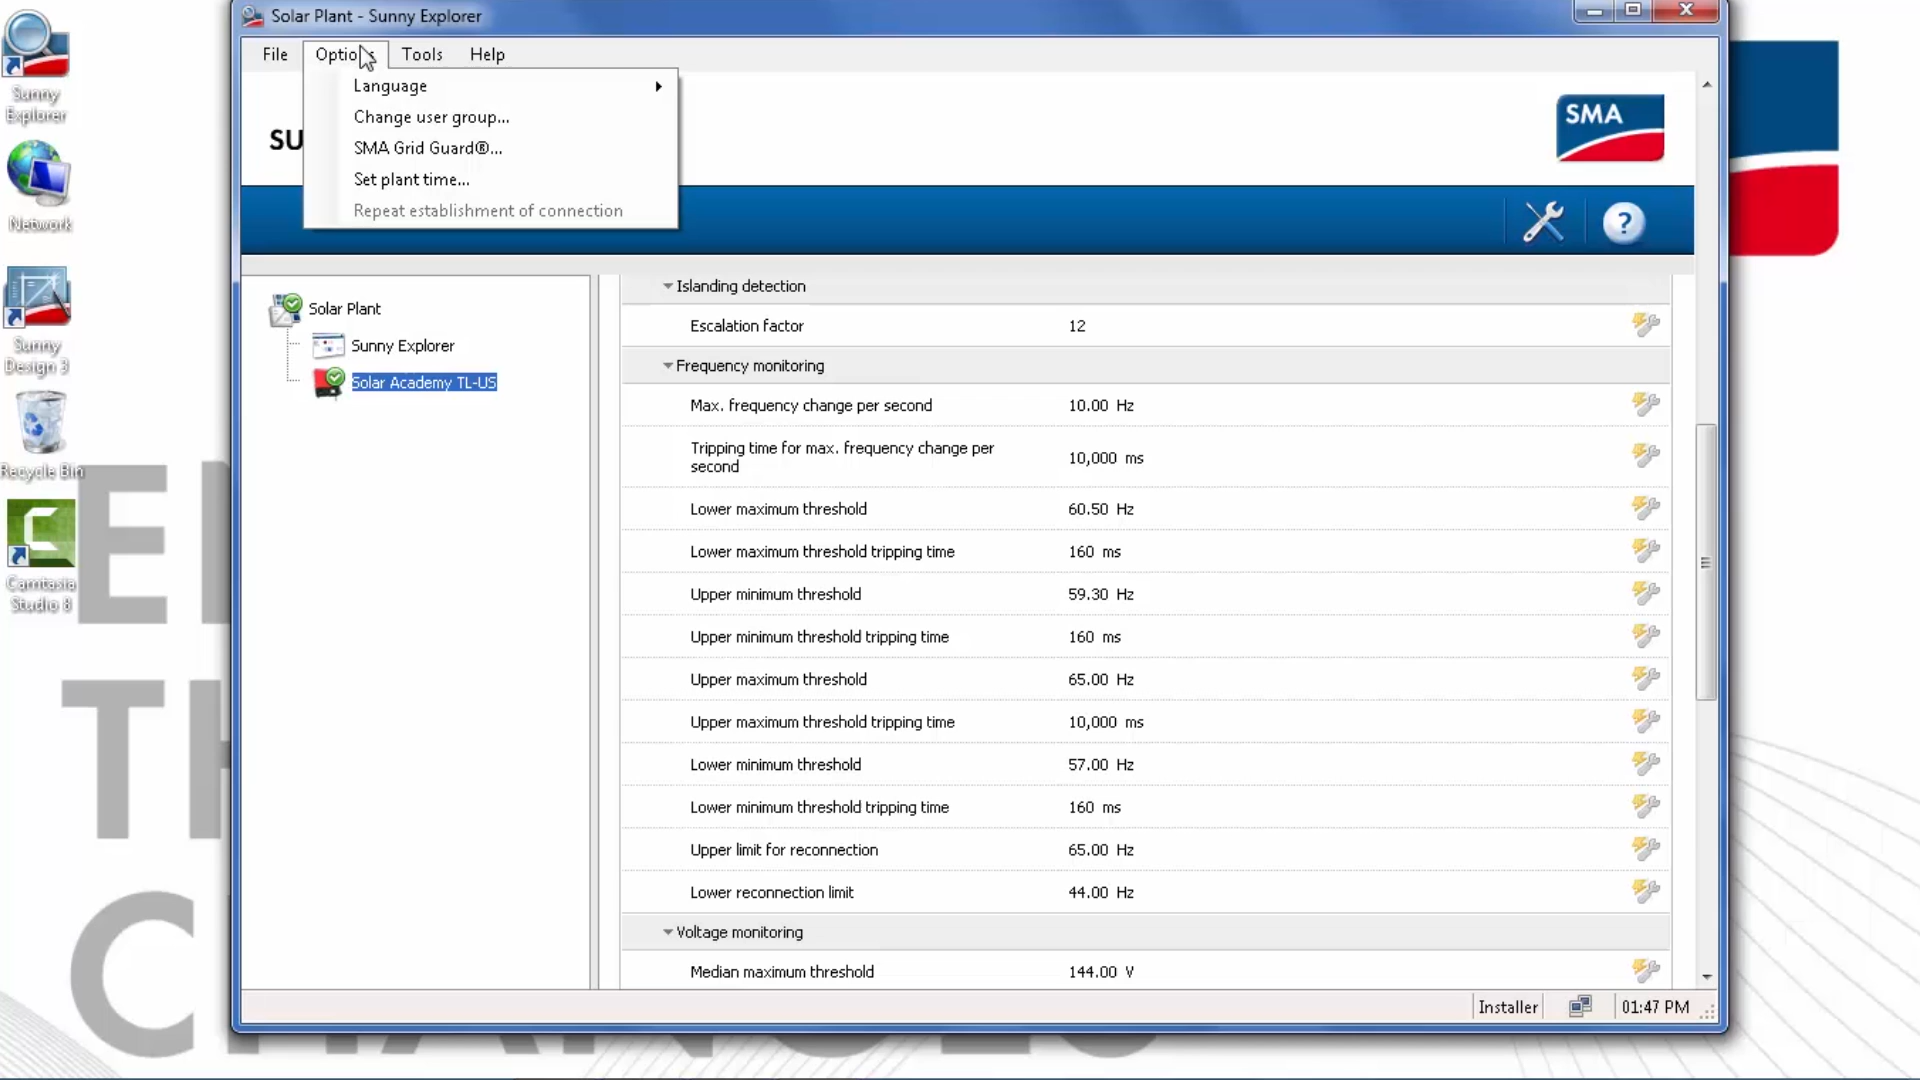 Solar Plant - Sunny Explorer
File Options Tools Help
Language
Change user group...
SMA Grid Guard®...
Set plant time...
Repeat establishment of connection
SU
SMA
?
Solar Plant
Sunny Explorer
Solar Academy TL-US
Islanding detection
Escalation factor 12
Frequency monitoring
Max. frequency change per second 10.00 Hz
Tripping time for max. frequency change per
second 10,000 ms
Lower maximum threshold 60.50 Hz
Lower maximum threshold tripping time 160 ms
Upper minimum threshold 59.30 Hz
Upper minimum threshold tripping time 160 ms
Upper maximum threshold 65.00 Hz
Upper maximum threshold tripping time 10,000 ms
Lower minimum threshold 57.00 Hz
Lower minimum threshold tripping time 160 ms
Upper limit for reconnection 65.00 Hz
Lower reconnection limit 44.00 Hz
Voltage monitoring
Median maximum threshold 144.00 V
Installer 01:47 PM
Sunny
Explorer
Network
Sunny
Design 3
Recycle Bin
Camtasia
Studio 8